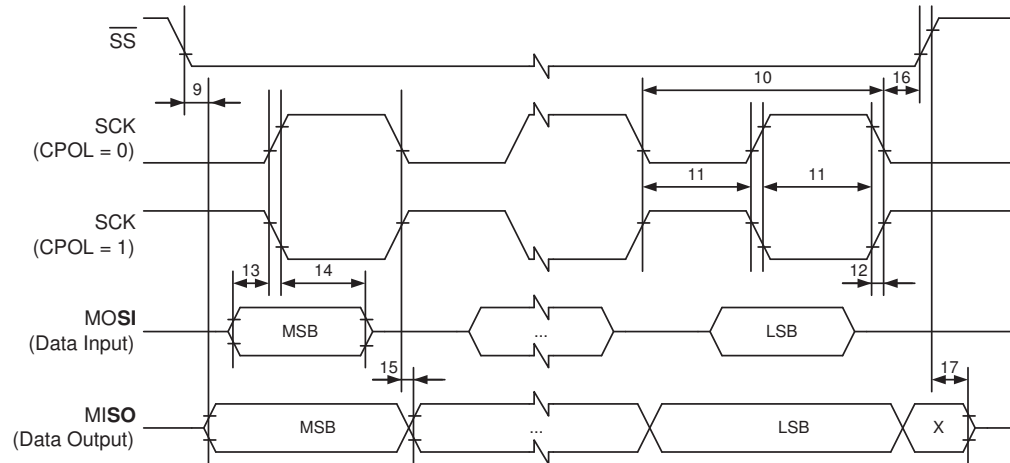 SS
9
10
16
SCK
(CPOL = 0)
11
11
SCK
(CPOL = 1)
13
14
12
MOSI
(Data Input)
MSB
...
LSB
15
17
MISO
(Data Output)
MSB
...
LSB
X